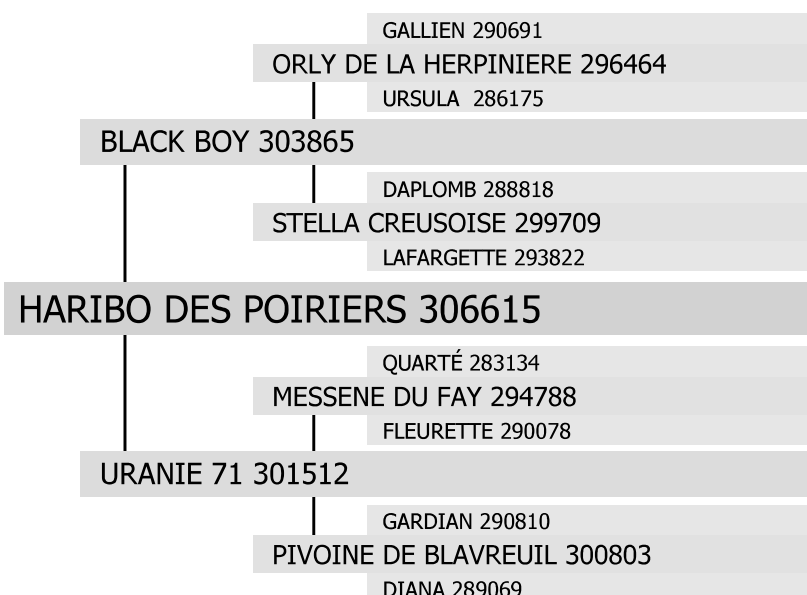 GALLIEN 290691
ORLY DE LA HERPINIERE 296464
URSULA  286175
BLACK BOY 303865
DAPLOMB 288818
STELLA CREUSOISE 299709
LAFARGETTE 293822
HARIBO DES POIRIERS 306615
QUARTÉ 283134
MESSENE DU FAY 294788
FLEURETTE 290078
URANIE 71 301512
GARDIAN 290810
PIVOINE DE BLAVREUIL 300803
DIANA 289069